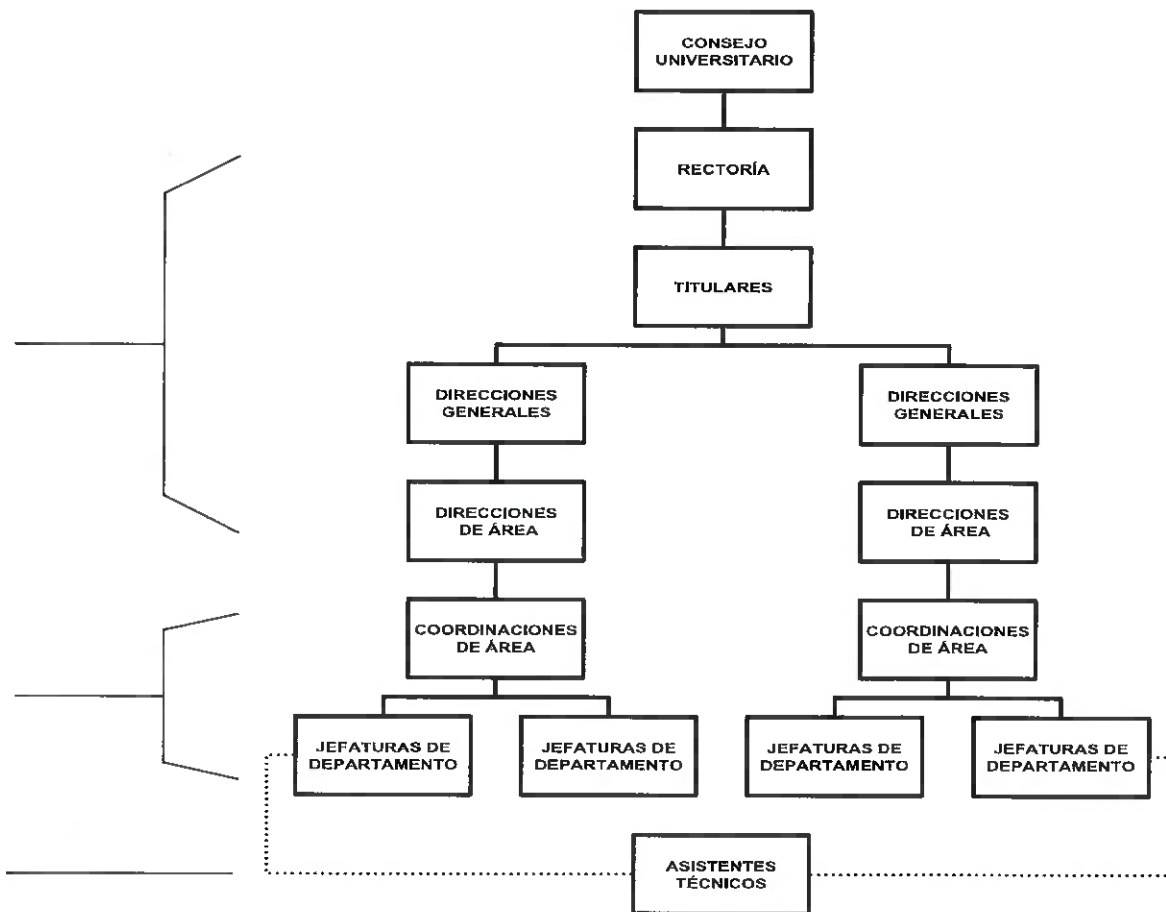 CONSEJO
UNIVERSITARIO
RECTORÍA
TITULARES
DIRECCIONES
GENERALES
DIRECCIONES
GENERALES
DIRECCIONES
DE ÁREA
DIRECCIONES
DE ÁREA
COORDINACIONES
DE ÁREA
COORDINACIONES
DE ÁREA
JEFATURAS DE
DEPARTAMENTO
JEFATURAS DE
DEPARTAMENTO
JEFATURAS DE
DEPARTAMENTO
JEFATURAS DE
DEPARTAMENTO
ASISTENTES
TÉCNICOS